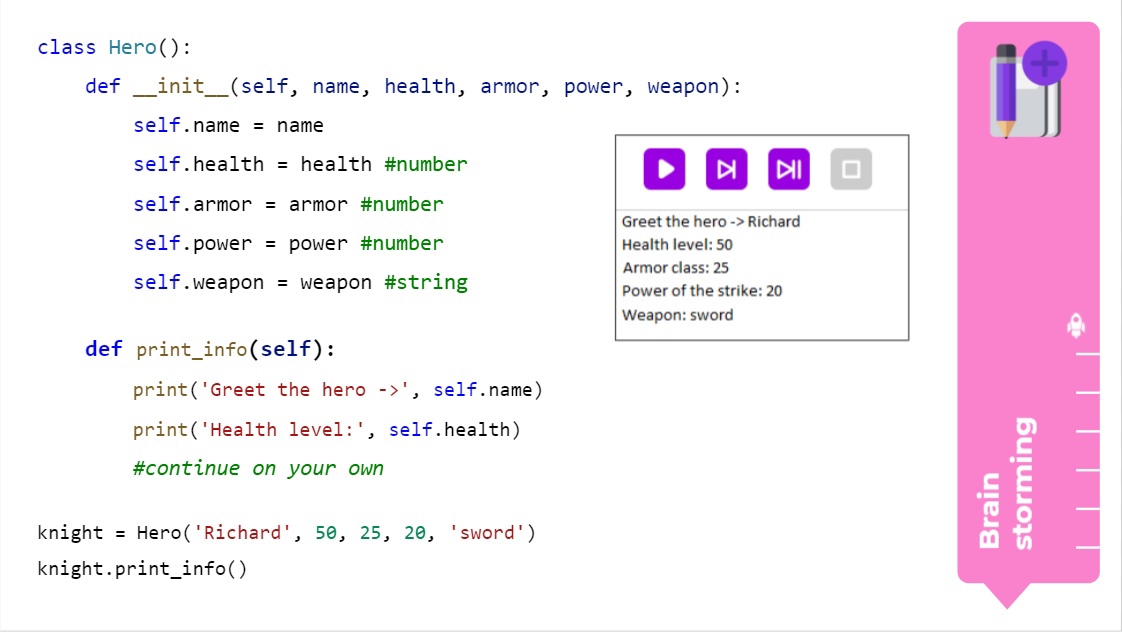 class Hero():
def __init__(self, name, health, armor, power, weapon):
self.name = name
self.health = health #number
self.armor = armor #number
self.power = power #number
self.weapon = weapon #string
def print_info(self):
print('Greet the hero ->', self.name)
print('Health level:', self.health)
#continue on your own
knight = Hero('Richard', 50, 25, 20, 'sword')
knight.print_info()
Greet the hero -> Richard
Health level: 50
Armor class: 25
Power of the strike: 20
Weapon: sword
Brain
storming